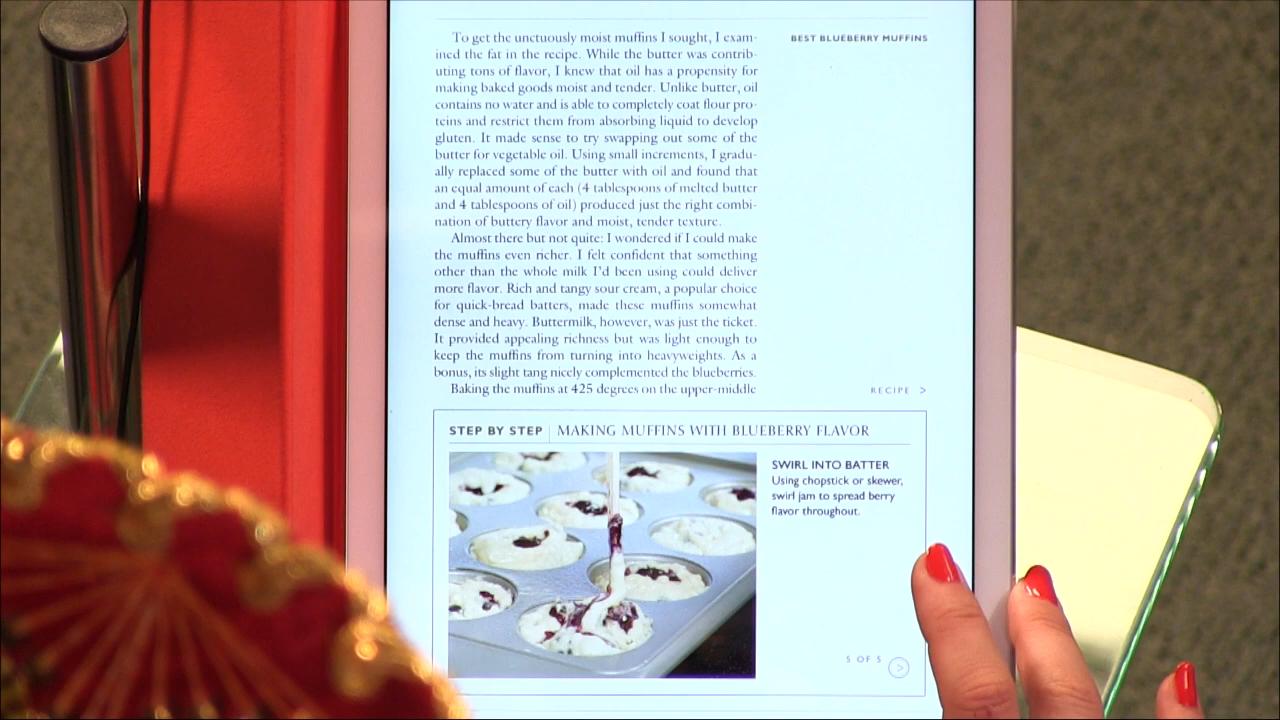 To get the unctuously moist muffins I sought, I exam-
ined the fat in the recipe. While the butter was contrib-
uting tons of flavor, I knew that oil has a propensity for
making baked goods moist and tender. Unlike butter, oil
contains no water and is able to completely coat flour pro-
teins and restrict them from absorbing liquid to develop
gluten. It made sense to try swapping out some of the
butter for vegetable oil. Using small increments, I gradu-
ally replaced some of the butter with oil and found that
an equal amount of each (4 tablespoons of melted butter
and 4 tablespoons of oil) produced just the right combi-
nation of buttery flavor and moist, tender texture.
Almost there but not quite: I wondered if I could make
the muffins even richer. I felt confident that something
other than the whole milk I'd been using could deliver
more flavor. Rich and tangy sour cream, a popular choice
for quick-bread batters, made these muffins somewhat
dense and heavy. Buttermilk, however, was just the ticket.
It provided appealing richness but was light enough to
keep the muffins from turning into heavyweights. As a
bonus, its slight tang nicely complemented the blueberries.
Baking the muffins at 425 degrees on the upper-middle
BEST BLUEBERRY MUFFINS
RECIPE >
STEP BY STEP | MAKING MUFFINS WITH BLUEBERRY FLAVOR
SWIRL INTO BATTER
Using chopstick or skewer,
swirl jam to spread berry
flavor throughout.
5 OF 5 >